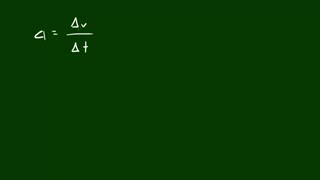 a = Δv / Δt